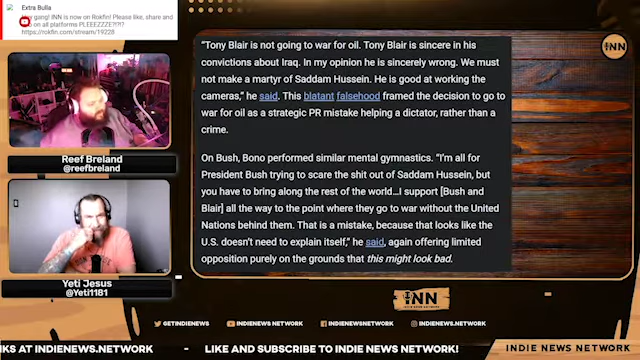 Extra Bulla
gang! INN is now on Rokfin! Please like, share and
on all platforms PLEEEZZZE?!?!
https://rokfin.com/stream/19228
"Tony Blair is not going to war for oil. Tony Blair is sincere in his
convictions about Iraq. In my opinion he is sincerely wrong. We must
not make a martyr of Saddam Hussein. He is good at working the
cameras," he said. This blatant falsehood framed the decision to go to
war for oil as a strategic PR mistake helping a dictator, rather than a
crime.
On Bush, Bono performed similar mental gymnastics. "I'm all for
President Bush trying to scare the shit out of Saddam Hussein, but
you have to bring along the rest of the world…I support [Bush and
Blair] all the way to the point where they go to war without the United
Nations behind them. That is a mistake, because that looks like the
U.S. doesn't need to explain itself," he said, again offering limited
opposition purely on the grounds that this might look bad.
INN
Reef Breland
@reefbreland
Yeti Jesus
@Yeti1181
INN
GETINDIENEWS
INDIE NEWS NETWORK
INDIENEWSNETWORK
INDIE.NEWS.NETWORK
NKS AT INDIENEWS.NETWORK - LIKE AND SUBSCRIBE TO INDIE NEWS NETWORK!
INDIE NEWS NETWORK